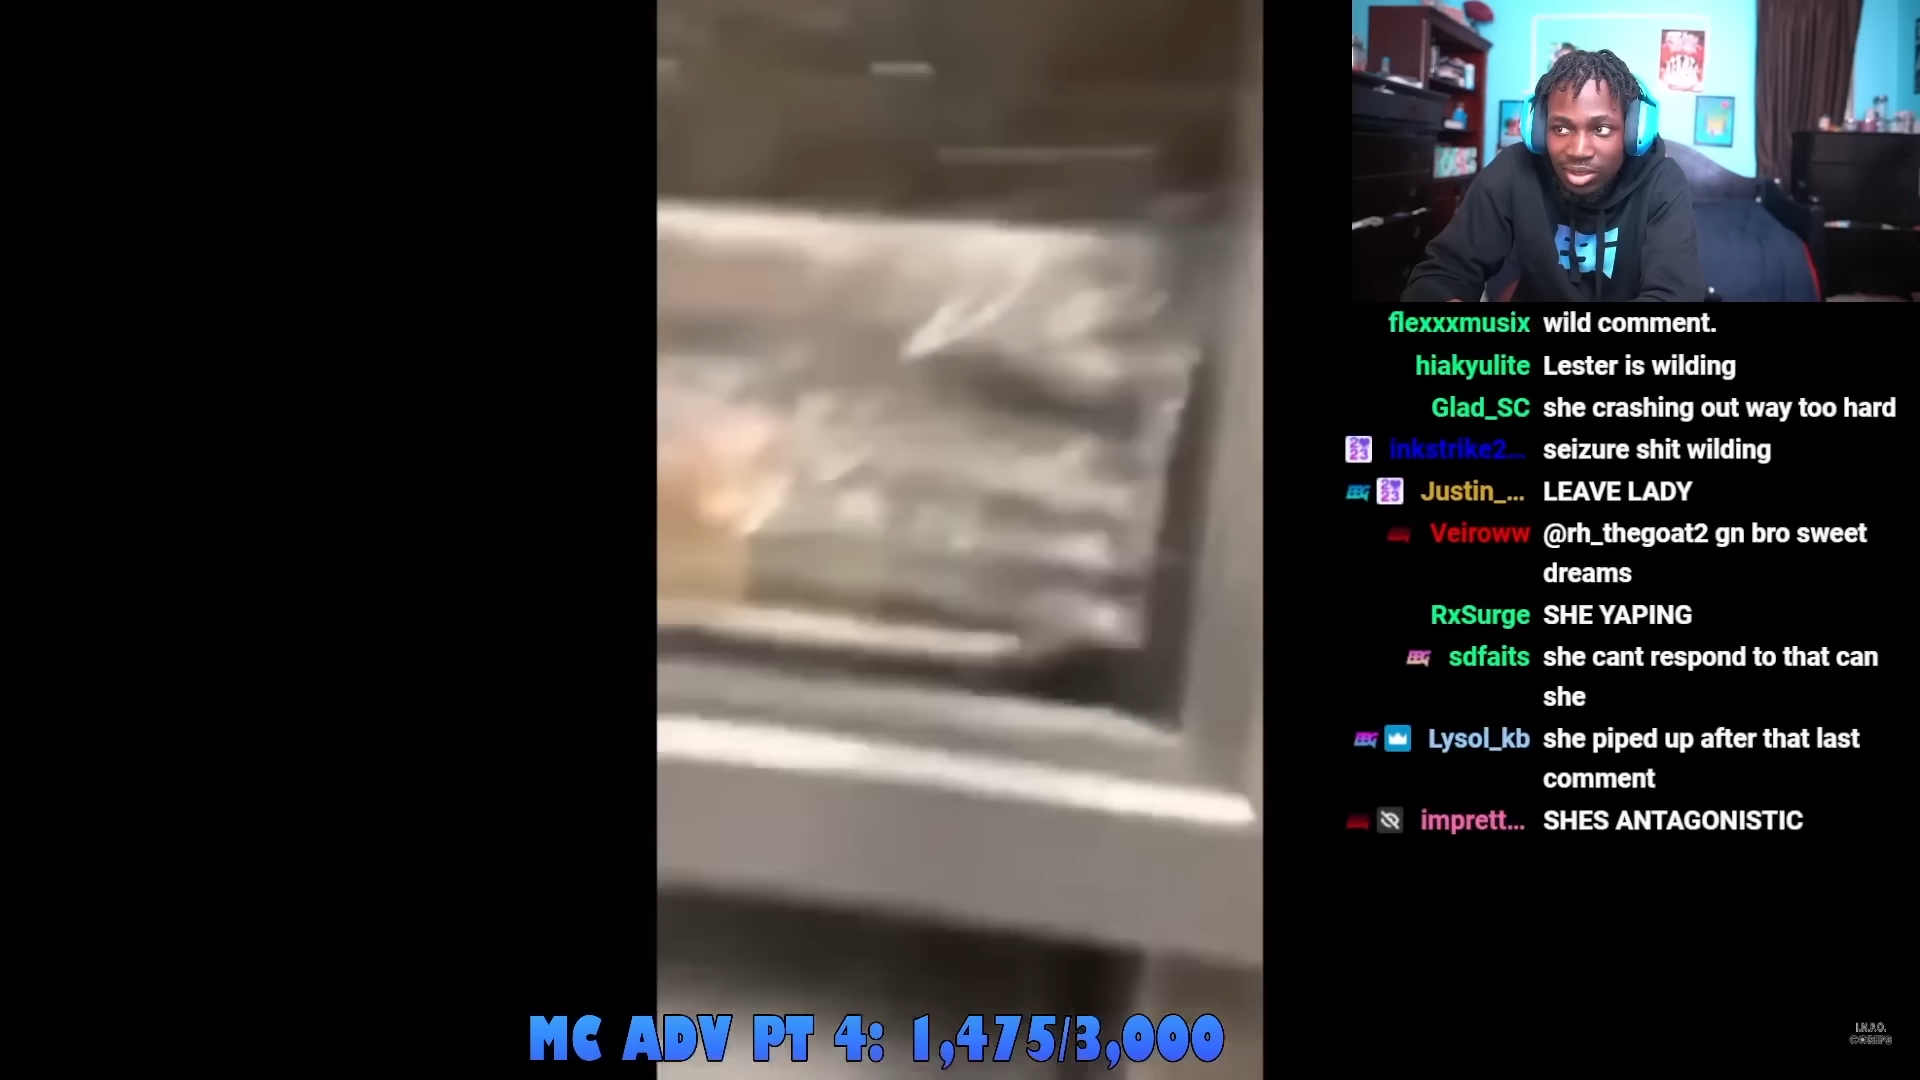 flexxxmusix wild comment.
hiakyulite Lester is wilding
Glad_SC she crashing out way too hard
inkstrike2... seizure shit wilding
Justin_... LEAVE LADY
Veiroww @rh_thegoat2 gn bro sweet
dreams
RxSurge SHE YAPING
sdfaits she cant respond to that can
she
Lysol_kb she piped up after that last
comment
imprett... SHES ANTAGONISTIC
MC ADV PT 4: 1,475/3,000